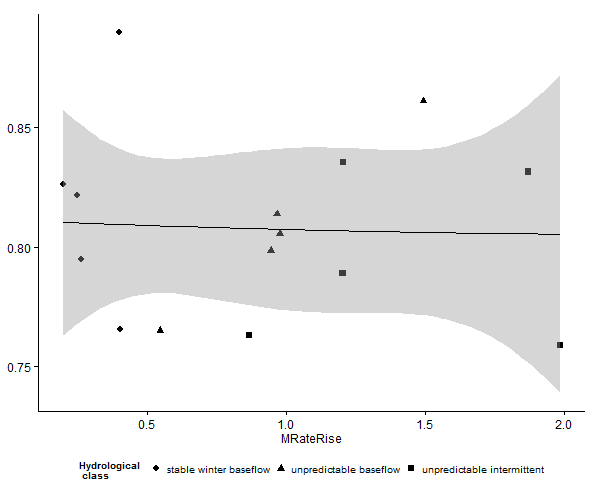 0.85
0.80
0.75
0.5 1.0 1.5 2.0
MRateRise
Hydrological
class
stable winter baseflow unpredictable baseflow unpredictable intermittent